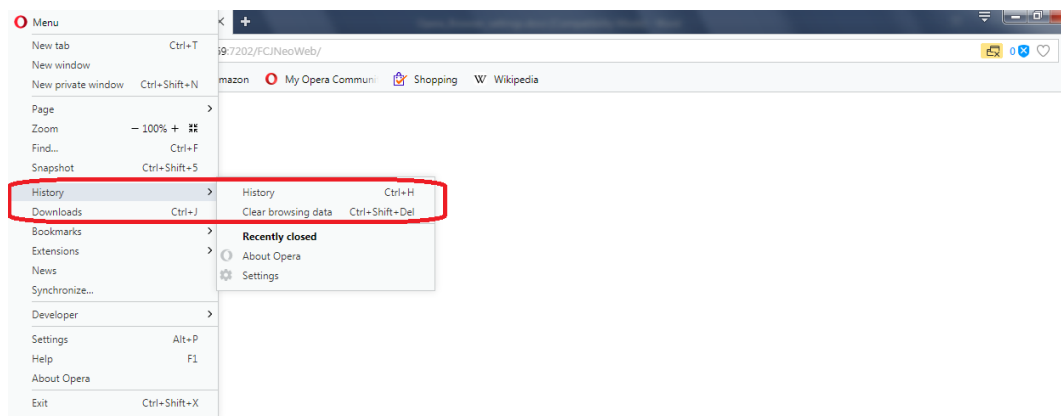 Menu
New tab Ctrl+T
New window
New private window Ctrl+Shift+N
Page
Zoom − 100% +
Find... Ctrl+F
Snapshot Ctrl+Shift+5
History
Downloads Ctrl+J
Bookmarks
Extensions
News
Synchronize...
Developer
Settings Alt+P
Help F1
About Opera
Exit Ctrl+Shift+X
9:7202/FCJNeoWeb/
0
mazon My Opera Communi Shopping W Wikipedia
History Ctrl+H
Clear browsing data Ctrl+Shift+Del
Recently closed
About Opera
Settings